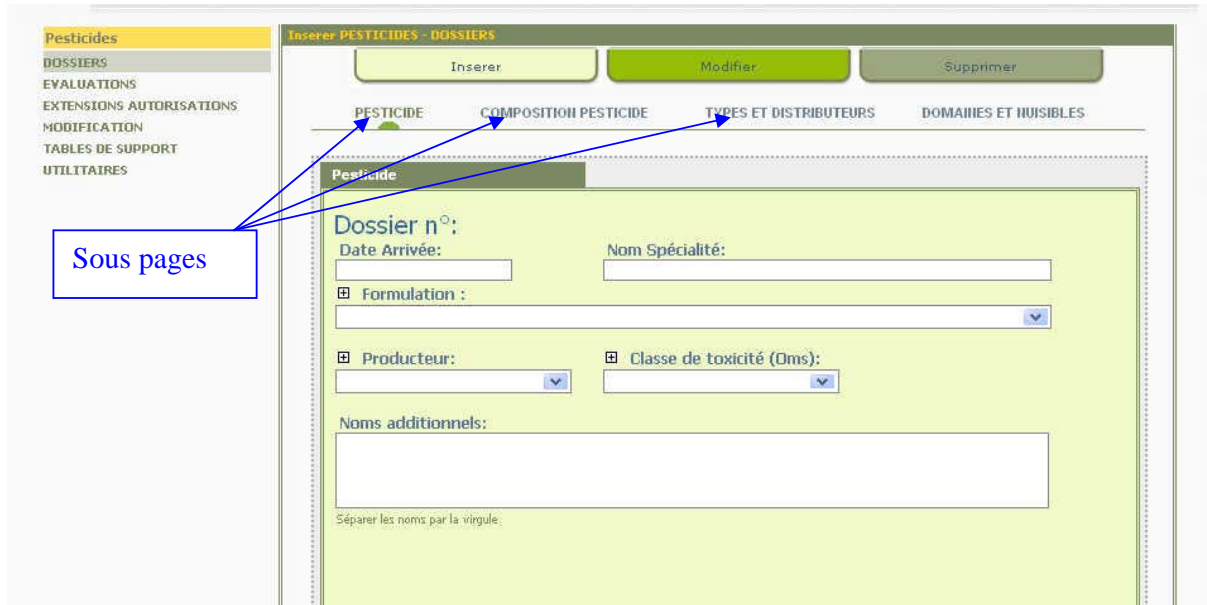 Pesticides
DOSSIERS
EVALUATIONS
EXTENSIONS AUTORISATIONS
MODIFICATION
TABLES DE SUPPORT
UTILITAIRES
Sous pages
Inserer PESTICIDES - DOSSIERS
Inserer Modifier Supprimer
PESTICIDE COMPOSITION PESTICIDE TYPES ET DISTRIBUTEURS DOMAINES ET NUISIBLES
Pesticide
Dossier n°:
Date Arrivée: Nom Spécialité:
Formulation :
Producteur: Classe de toxicité (Oms):
Noms additionnels:
Séparer les noms par la virgule